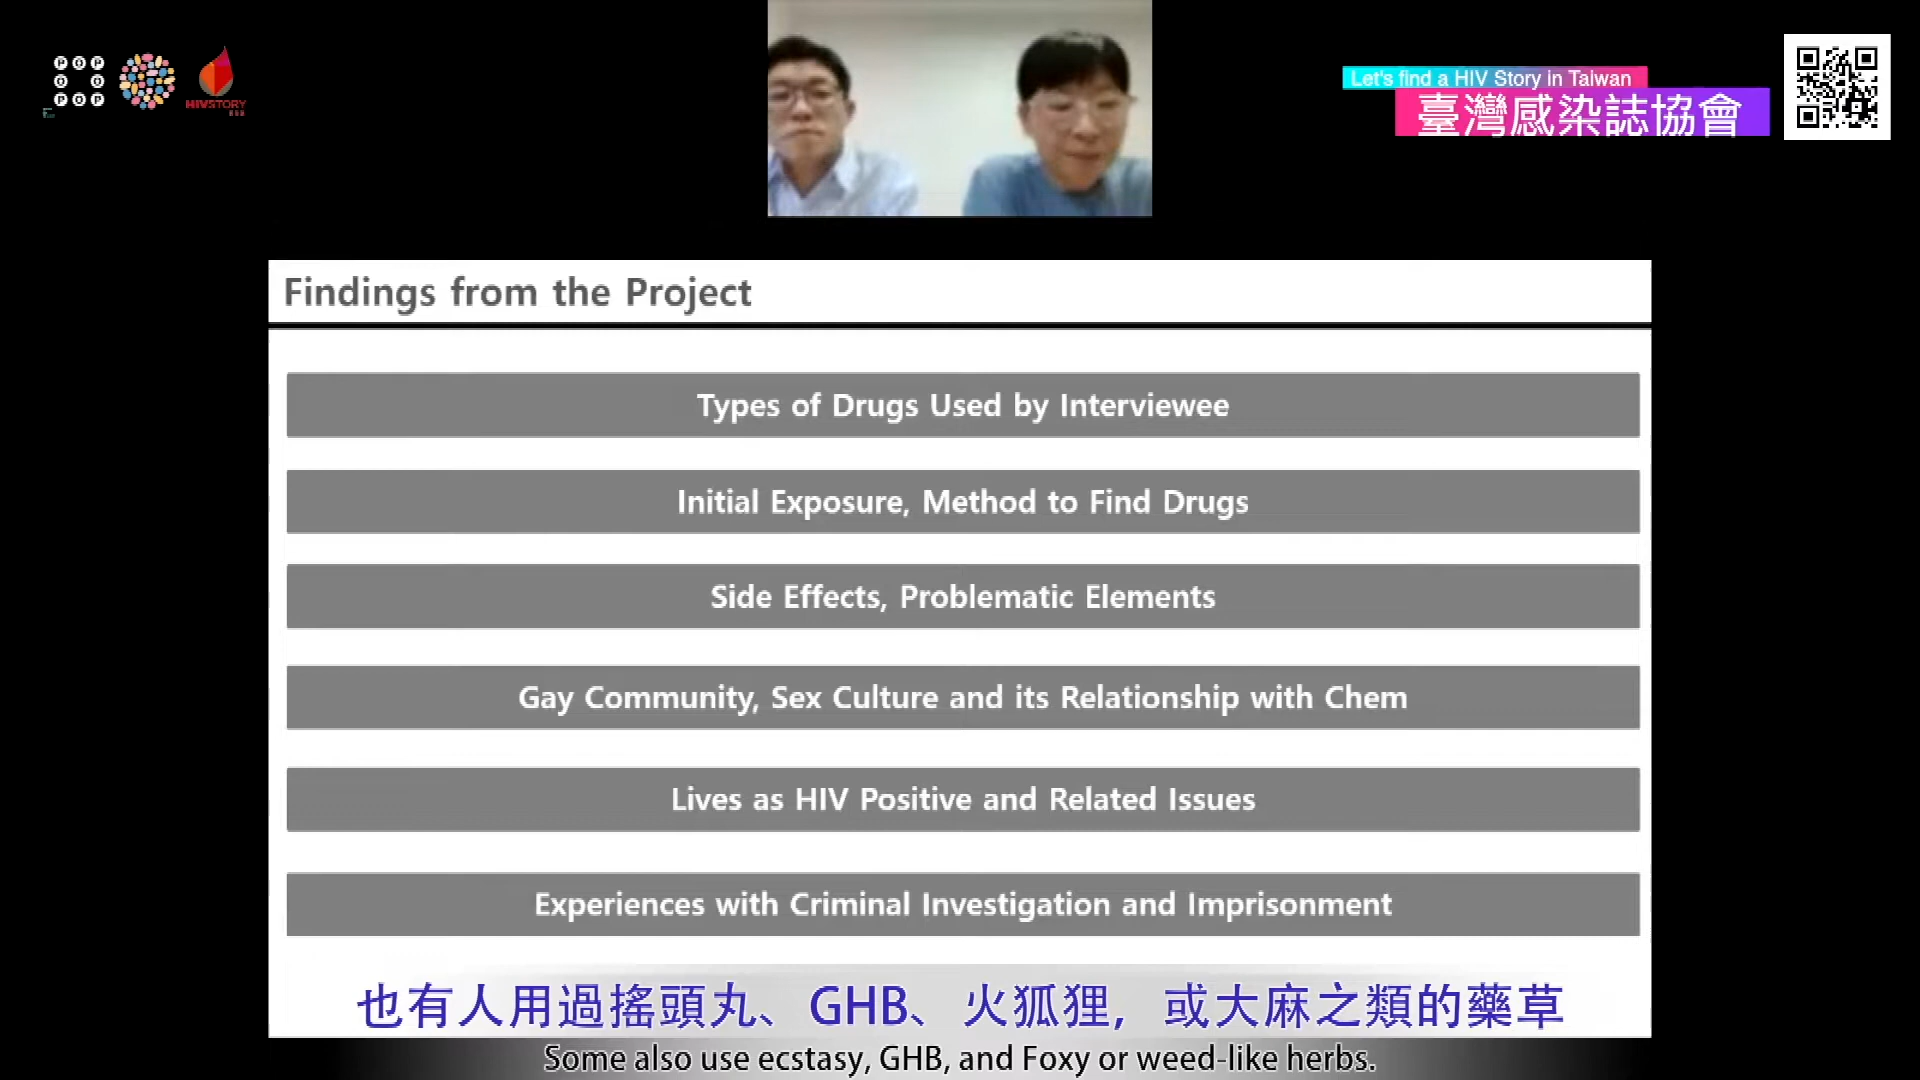 POP
O O
POP
HIVSTORY
Let's find a HIV Story in Taiwan
臺灣感染誌協會
Findings from the Project
Types of Drugs Used by Interviewee
Initial Exposure, Method to Find Drugs
Side Effects, Problematic Elements
Gay Community, Sex Culture and its Relationship with Chem
Lives as HIV Positive and Related Issues
Experiences with Criminal Investigation and Imprisonment
也有人用過搖頭丸、GHB、火狐狸，或大麻之類的藥草
Some also use ecstasy, GHB, and Foxy or weed-like herbs.